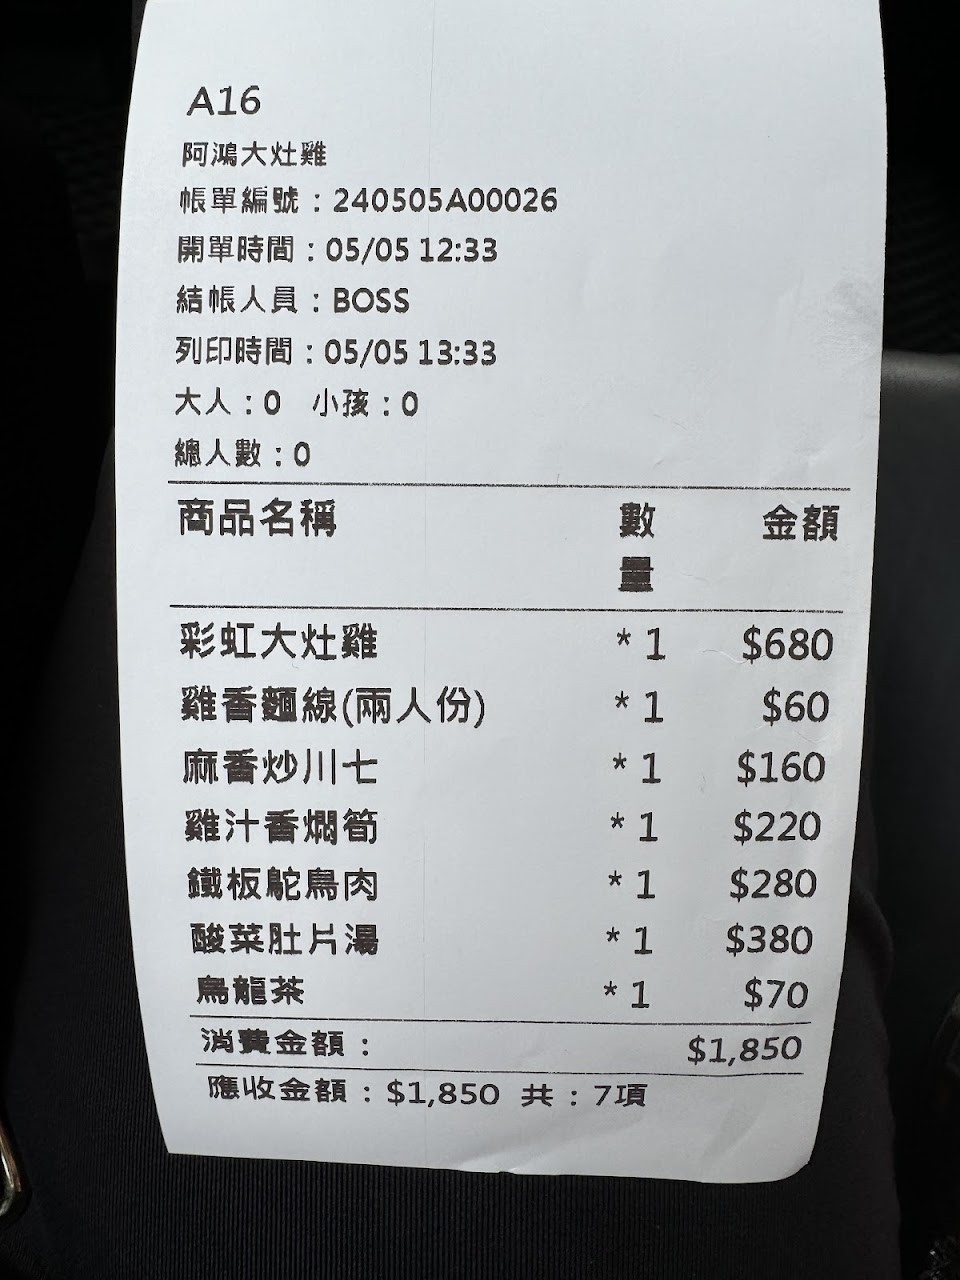 A16
阿鴻大灶雞
帳單編號：240505A00026
開單時間：05/05 12:33
結帳人員：BOSS
列印時間：05/05 13:33
大人：0 小孩：0
總人數：0
商品名稱 數量 金額
彩虹大灶雞 * 1 $680
雞香麵線(兩人份) * 1 $60
麻香炒川七 * 1 $160
雞汁香燜筍 * 1 $220
鐵板鴕鳥肉 * 1 $280
酸菜肚片湯 * 1 $380
烏龍茶 * 1 $70
消費金額： $1,850
應收金額：$1,850 共：7項